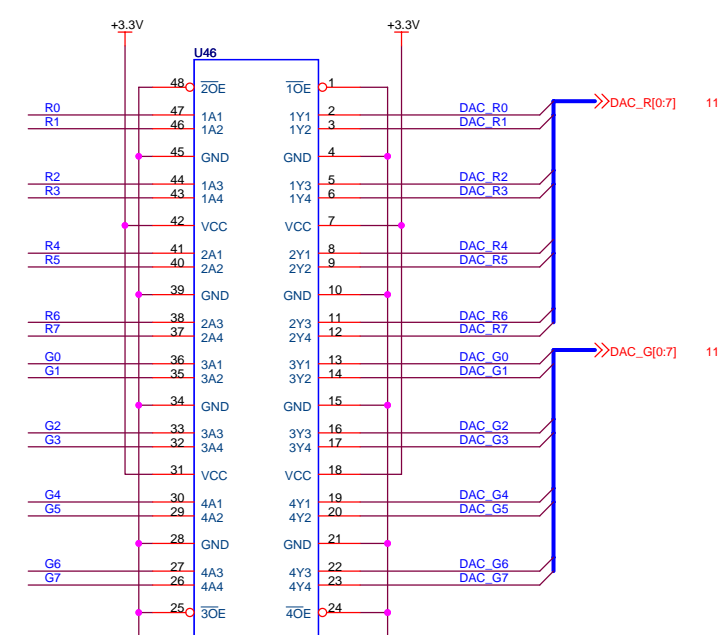 +3.3V +3.3V
U46
48 2OE 1OE 1
R0 47 1A1 1Y1 2 DAC_R0 DAC_R[0:7] 11
R1 46 1A2 1Y2 3 DAC_R1
45 GND GND 4
R2 44 1A3 1Y3 5 DAC_R2
R3 43 1A4 1Y4 6 DAC_R3
42 VCC VCC 7
R4 41 2A1 2Y1 8 DAC_R4
R5 40 2A2 2Y2 9 DAC_R5
39 GND GND 10
R6 38 2A3 2Y3 11 DAC_R6
R7 37 2A4 2Y4 12 DAC_R7
G0 36 3A1 3Y1 13 DAC_G0 DAC_G[0:7] 11
G1 35 3A2 3Y2 14 DAC_G1
34 GND GND 15
G2 33 3A3 3Y3 16 DAC_G2
G3 32 3A4 3Y4 17 DAC_G3
31 VCC VCC 18
G4 30 4A1 4Y1 19 DAC_G4
G5 29 4A2 4Y2 20 DAC_G5
28 GND GND 21
G6 27 4A3 4Y3 22 DAC_G6
G7 26 4A4 4Y4 23 DAC_G7
25 3OE 4OE 24